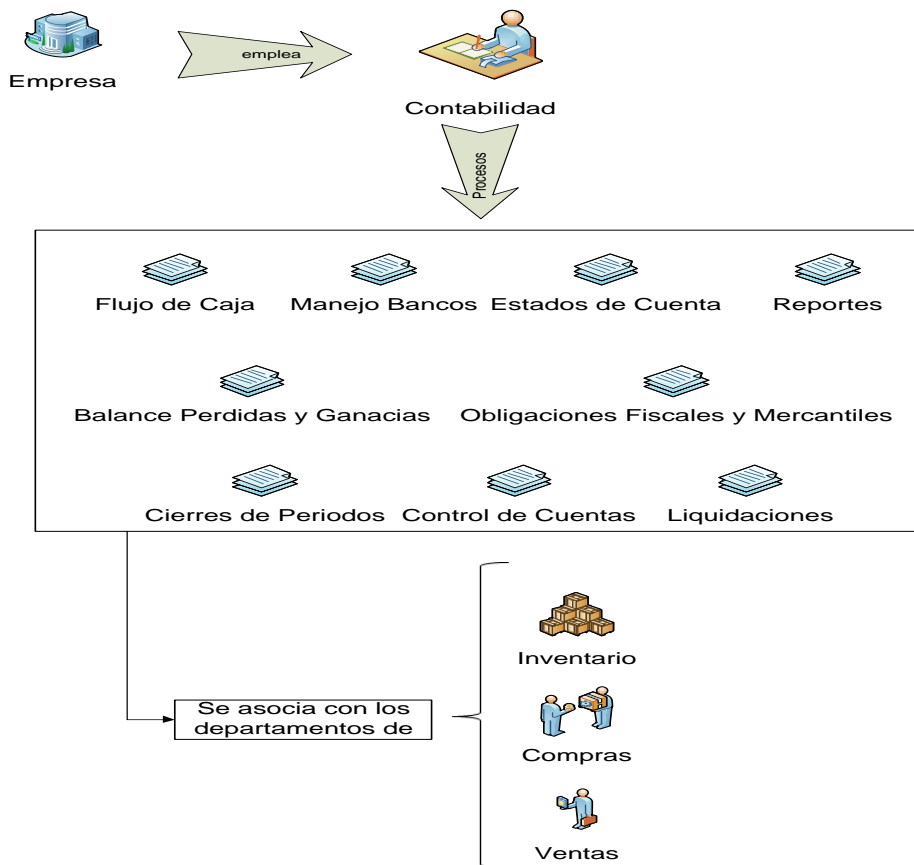 emplea
Empresa
Contabilidad
Procesos
Flujo de Caja
Manejo Bancos
Estados de Cuenta
Reportes
Balance Perdidas y Ganacias
Obligaciones Fiscales y Mercantiles
Cierres de Periodos
Control de Cuentas
Liquidaciones
Se asocia con los
departamentos de
Inventario
Compras
Ventas